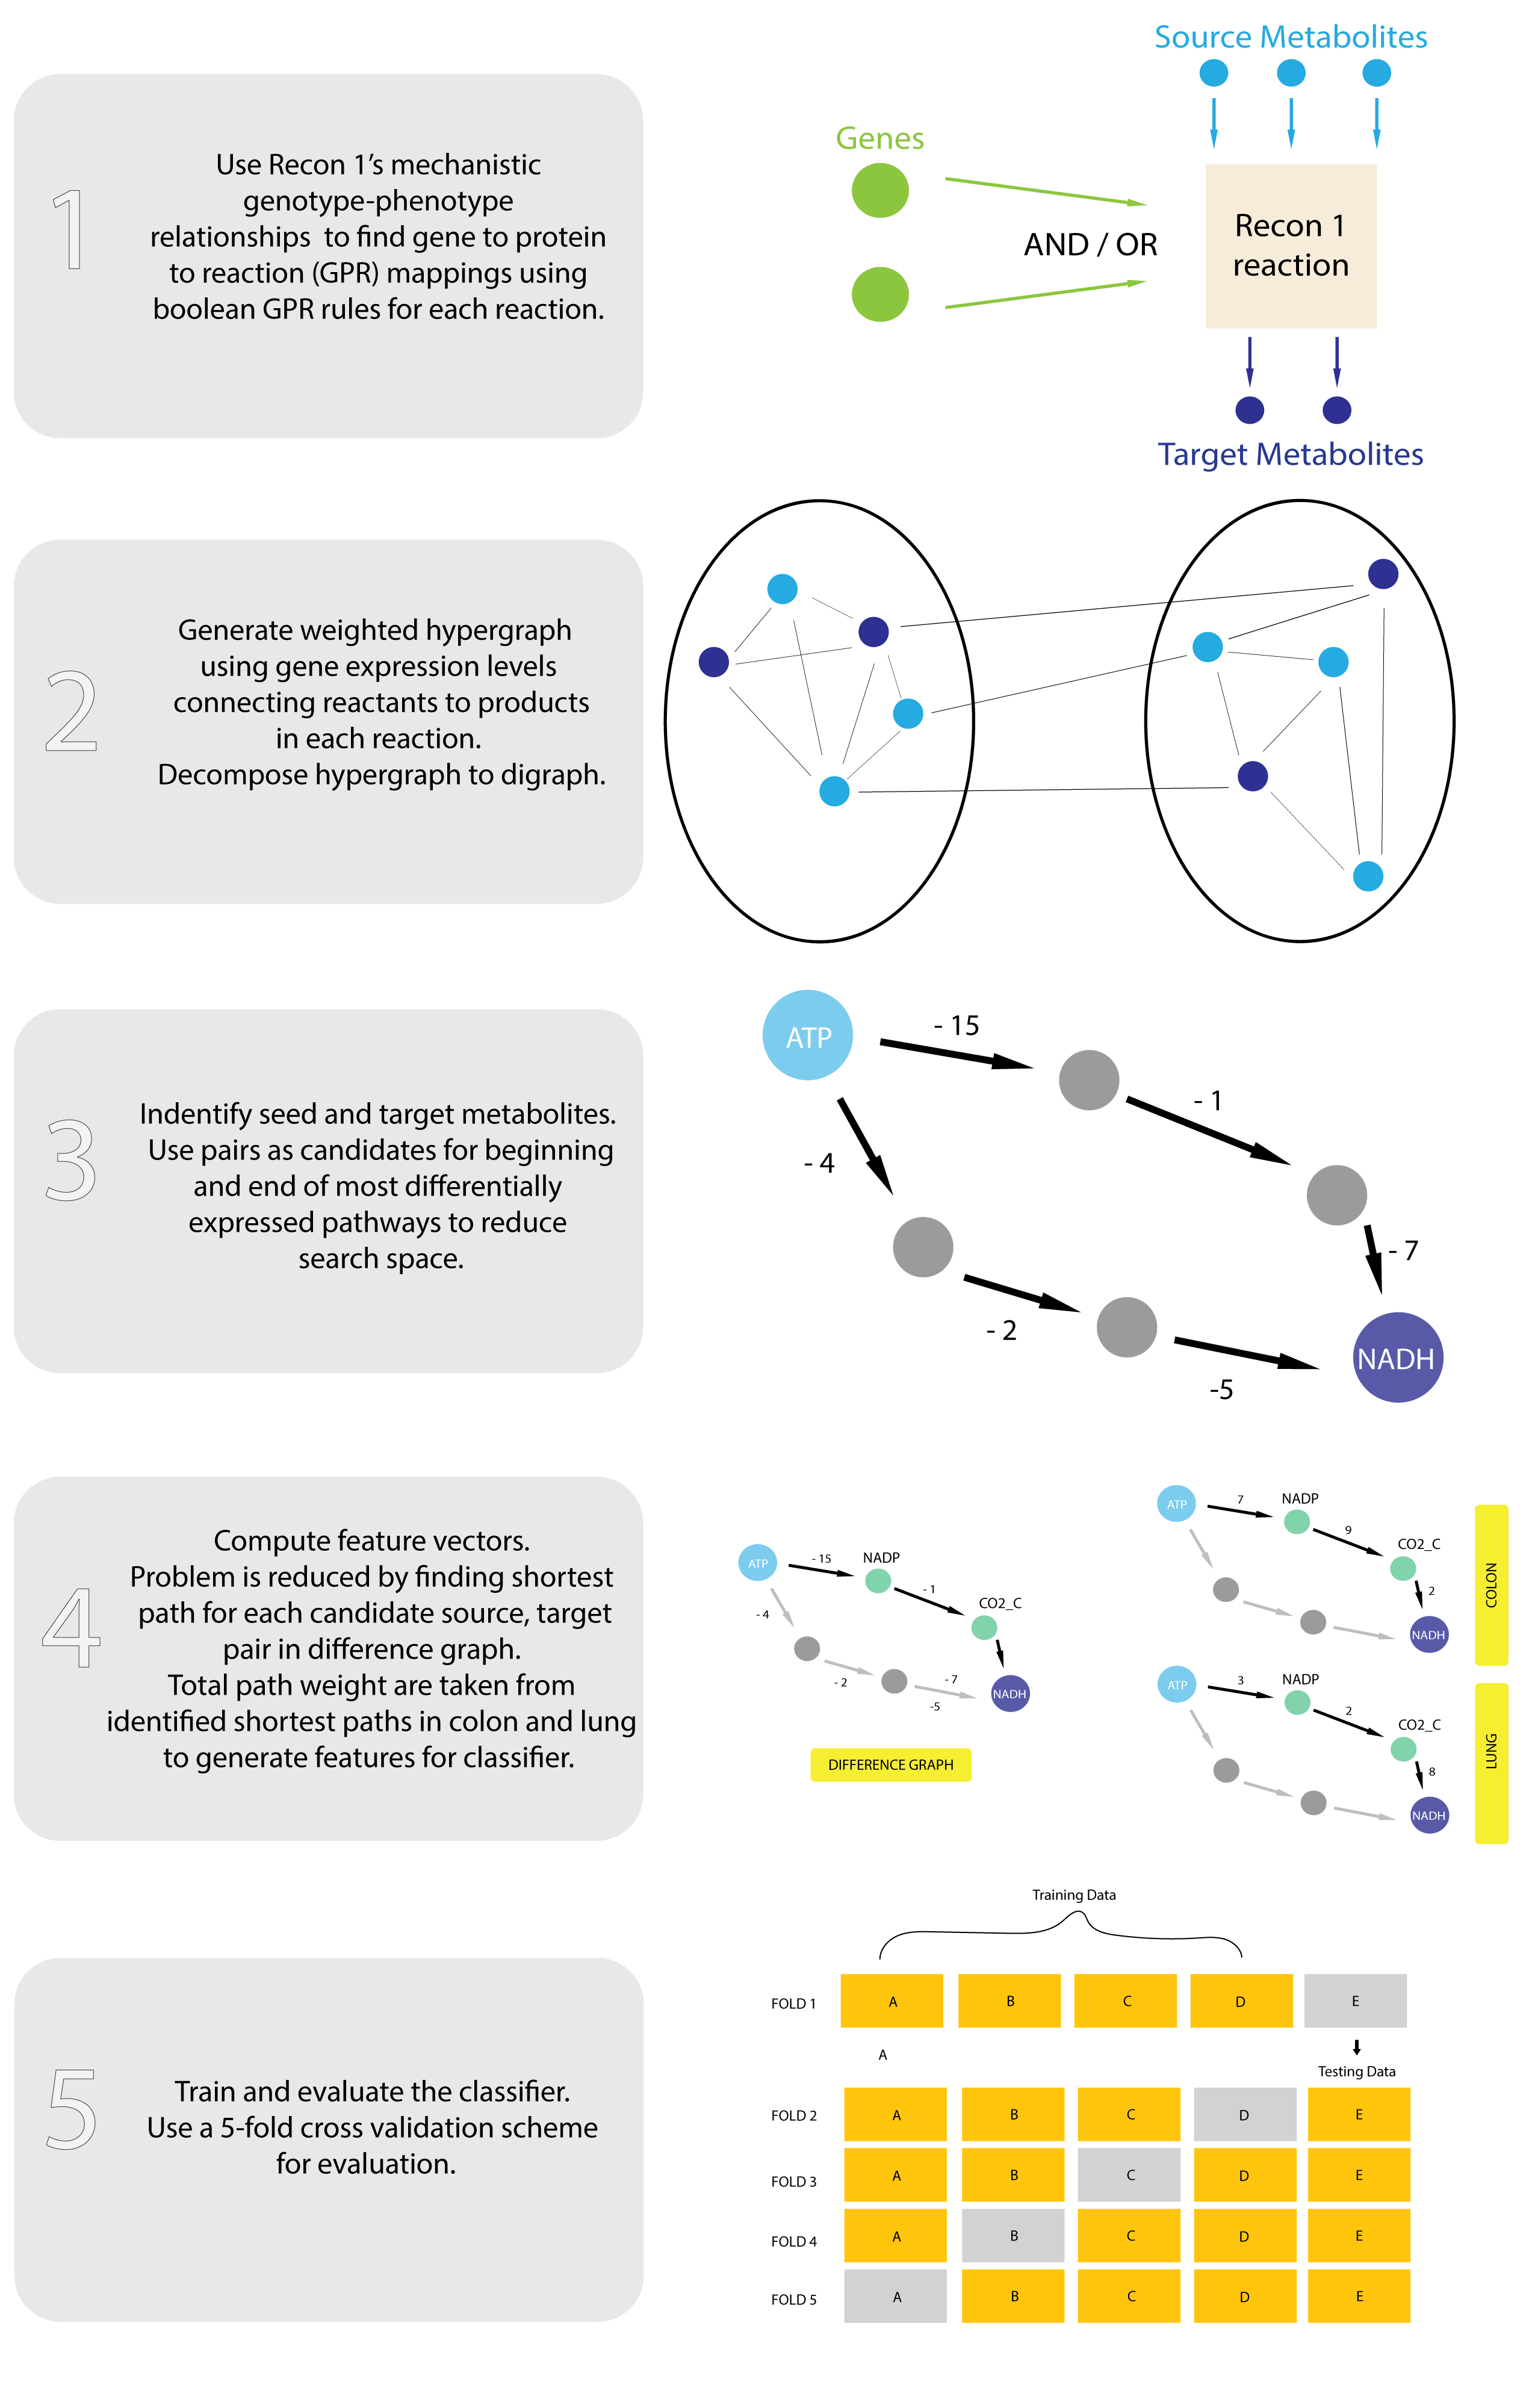 Source Metabolites
Genes
1
Use Recon 1’s mechanistic
genotype-phenotype
relationships to find gene to protein
to reaction (GPR) mappings using
boolean GPR rules for each reaction.
AND / OR
Recon 1
reaction
Target Metabolites
2
Generate weighted hypergraph
using gene expression levels
connecting reactants to products
in each reaction.
Decompose hypergraph to digraph.
3
Indentify seed and target metabolites.
Use pairs as candidates for beginning
and end of most differentially
expressed pathways to reduce
search space.
ATP
- 15
- 1
- 4
- 7
- 2
-5
NADH
4
Compute feature vectors.
Problem is reduced by finding shortest
path for each candidate source, target
pair in difference graph.
Total path weight are taken from
identified shortest paths in colon and lung
to generate features for classifier.
ATP
- 15
NADP
- 1
CO2_C
- 4
- 2
- 7
-5
NADH
DIFFERENCE GRAPH
ATP
7
NADP
9
CO2_C
2
NADH
COLON
ATP
3
NADP
2
CO2_C
8
NADH
LUNG
5
Train and evaluate the classifier.
Use a 5-fold cross validation scheme
for evaluation.
Training Data
FOLD 1 A B C D E
A
Testing Data
FOLD 2 A B C D E
FOLD 3 A B C D E
FOLD 4 A B C D E
FOLD 5 A B C D E